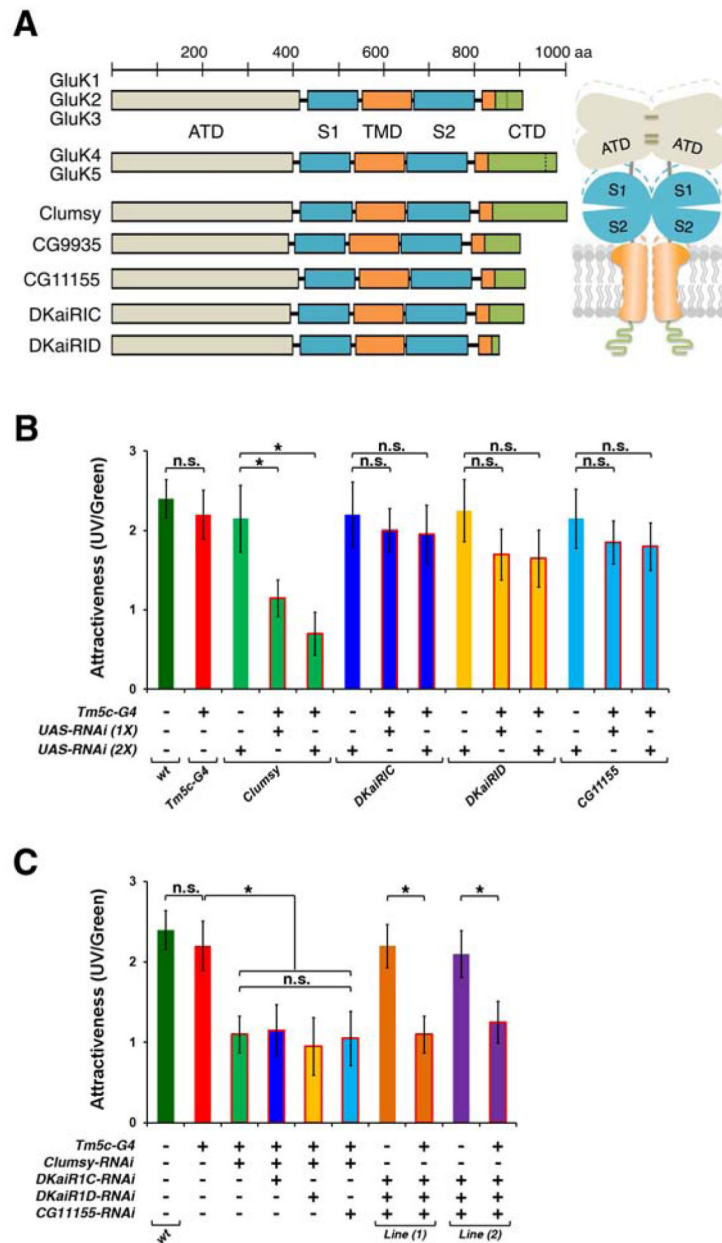 A
200 400 600 800 1000 aa
GluK1
GluK2
GluK3
ATD S1 TMD S2 CTD
GluK4
GluK5
Clumsy
CG9935
CG11155
DKaiRIC
DKaiRID
ATD ATD
S1 S1
S2 S2
B
Attractiveness (UV/Green)
3
2
1
0
n.s.
*
*
n.s.
n.s.
n.s.
n.s.
n.s.
n.s.
Tm5c-G4 - + - + + - + + - + + - + +
UAS-RNAi (1X) - - - + - - + - - + - - + -
UAS-RNAi (2X) - - + - + + - + + - + + - +
wt Tm5c-G4 Clumsy DKaiRIC DKaiRID CG11155
C
Attractiveness (UV/Green)
3
2
1
0
n.s.
*
n.s.
*
*
Tm5c-G4 - + + + + + - + - +
Clumsy-RNAi - - + + + + - - - -
DKaiR1C-RNAi - - - + - - + + + +
DKaiR1D-RNAi - - - - + - + + + +
CG11155-RNAi - - - - - + + + + +
wt Line (1) Line (2)